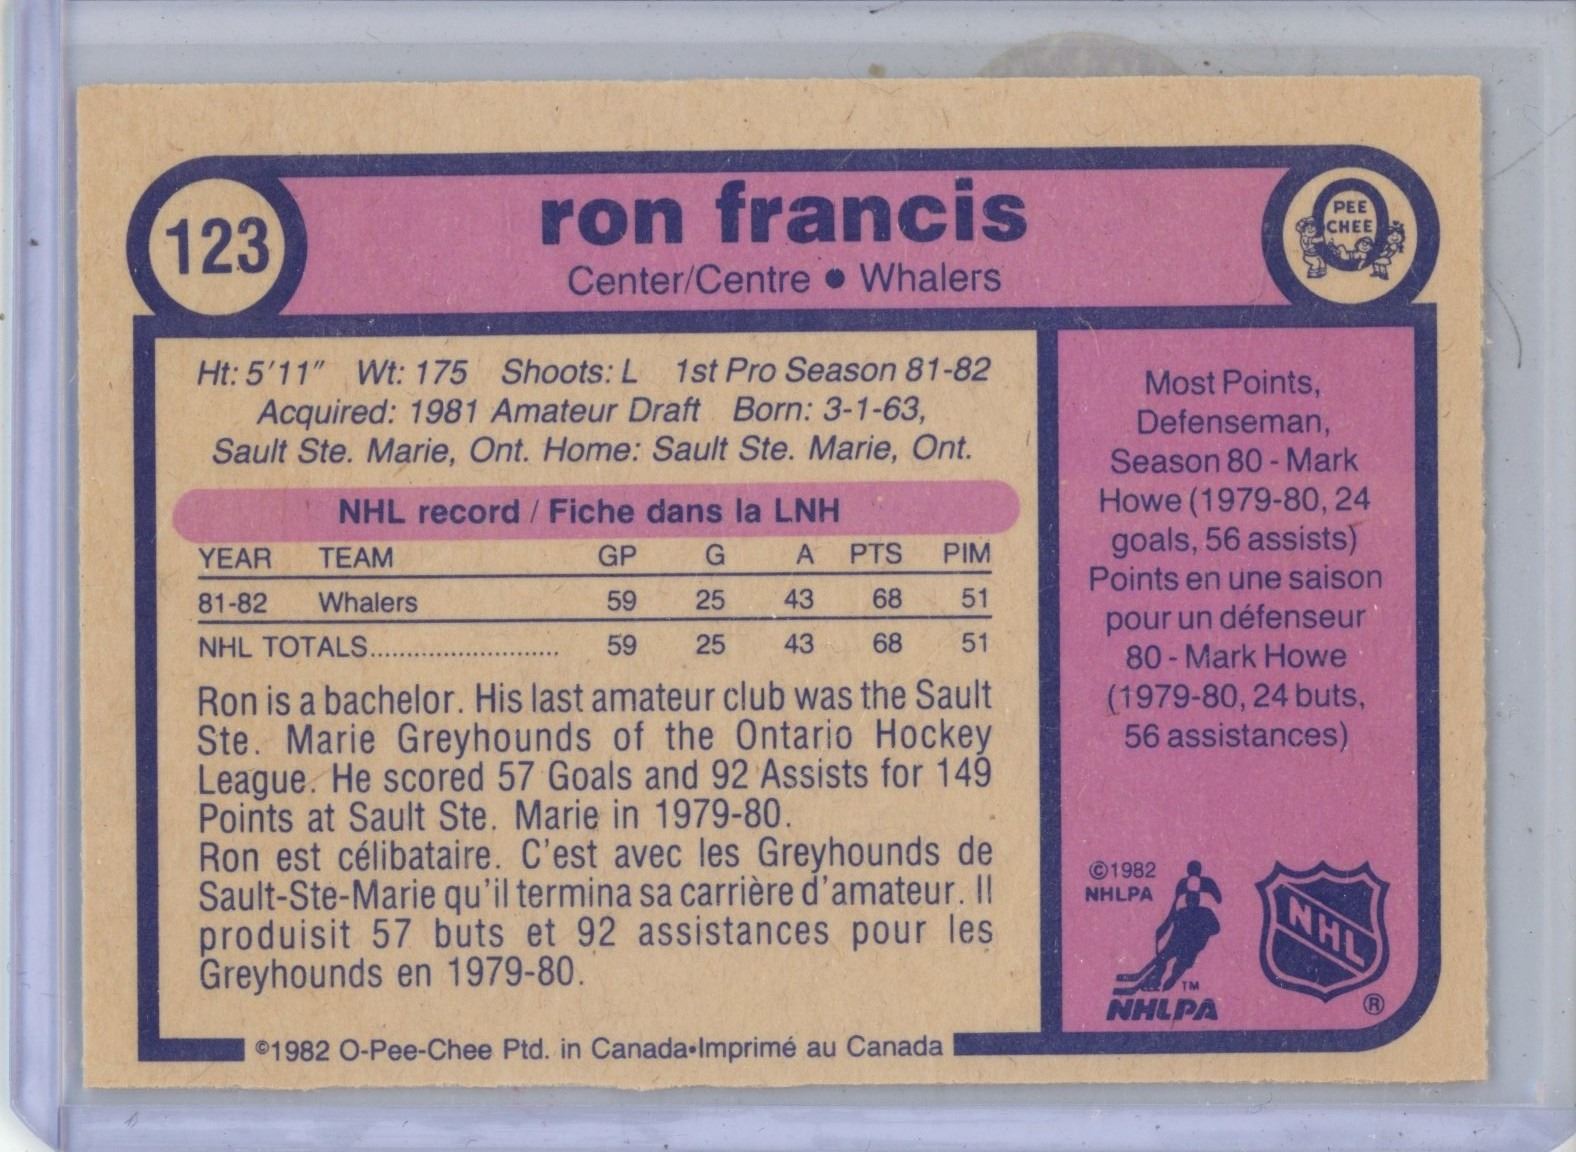 123
ron francis
PEE
CHEE
Center/Centre • Whalers
Ht: 5'11" Wt: 175 Shoots: L 1st Pro Season 81-82
Acquired: 1981 Amateur Draft Born: 3-1-63,
Sault Ste. Marie, Ont. Home: Sault Ste. Marie, Ont.
NHL record / Fiche dans la LNH
YEAR TEAM GP G A PTS PIM
81-82 Whalers 59 25 43 68 51
NHL TOTALS.......................... 59 25 43 68 51
Ron is a bachelor. His last amateur club was the Sault
Ste. Marie Greyhounds of the Ontario Hockey
League. He scored 57 Goals and 92 Assists for 149
Points at Sault Ste. Marie in 1979-80.
Ron est célibataire. C'est avec les Greyhounds de
Sault-Ste-Marie qu'il termina sa carrière d'amateur. Il
produisit 57 buts et 92 assistances pour les
Greyhounds en 1979-80.
©1982 O-Pee-Chee Ptd. in Canada•Imprimé au Canada
Most Points,
Defenseman,
Season 80 - Mark
Howe (1979-80, 24
goals, 56 assists)
Points en une saison
pour un défenseur
80 - Mark Howe
(1979-80, 24 buts,
56 assistances)
©1982
NHLPA
TM
NHLPA
NHL
®